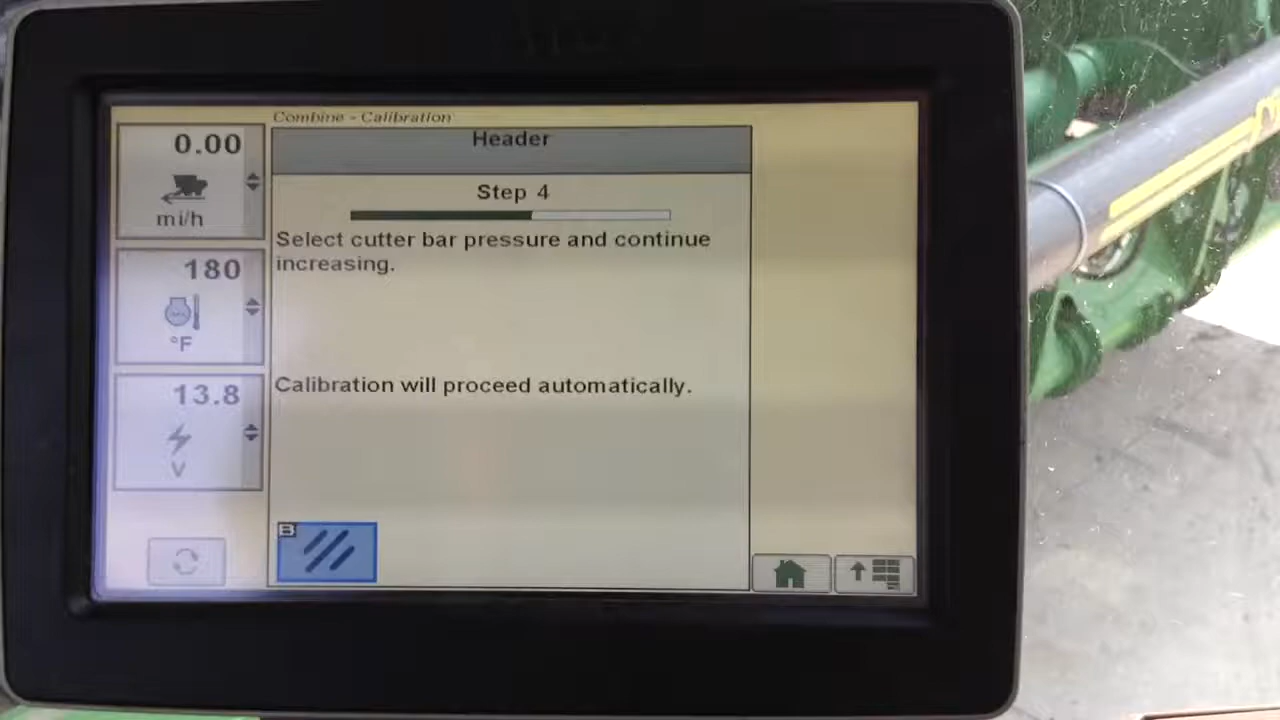 Combine - Calibration
Header
0.00
mi/h
180
°F
13.8
V
Step 4
Select cutter bar pressure and continue
increasing.
Calibration will proceed automatically.
B